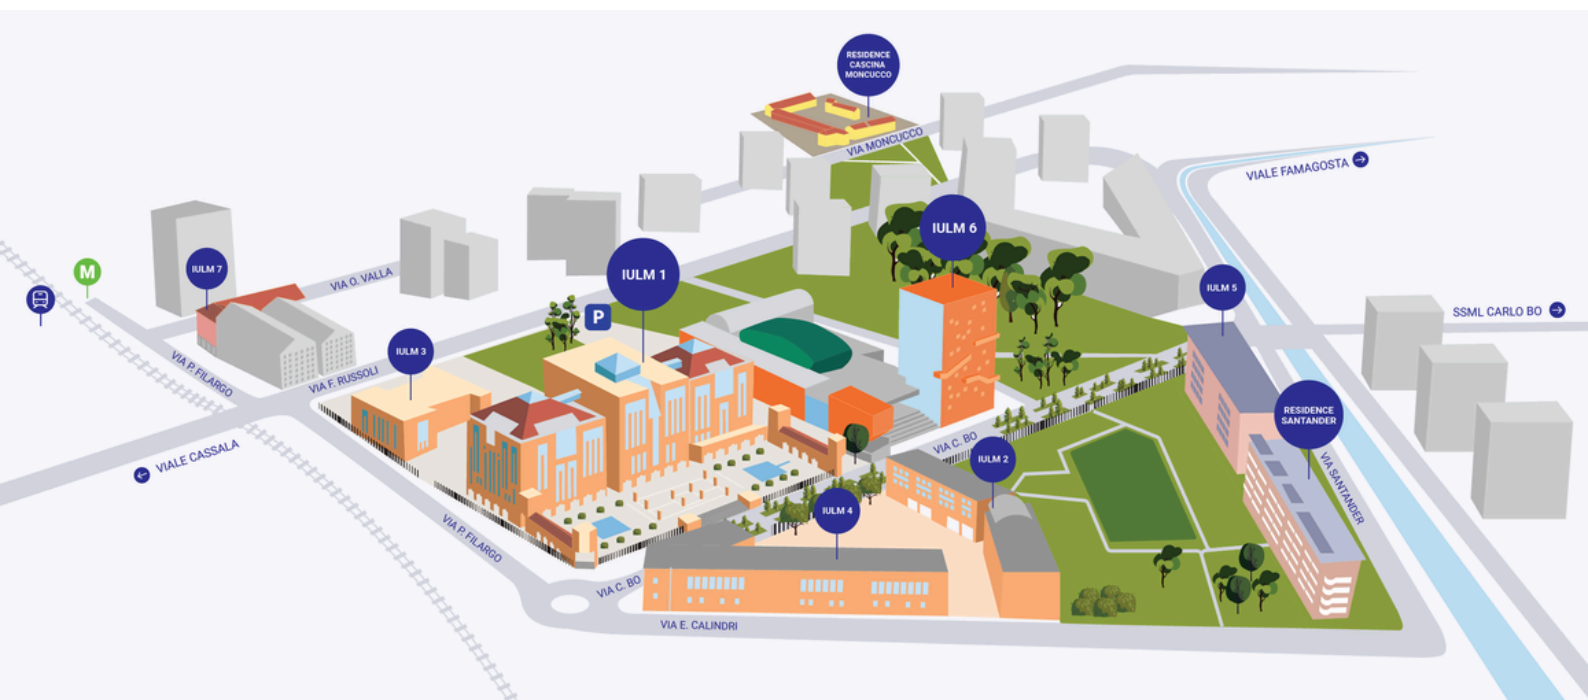 RESIDENCE
CASCINA
MONCUCCO
VIA MONCUCCO
VIALE FAMAGOSTA
IULM 6
IULM 7
M
IULM 1
VIA O. VALLA
IULM 5
P
SSML CARLO BO
IULM 3
VIA P. FILARGO
VIA F. RUSSOLI
RESIDENCE
SANTANDER
VIALE CASSALA
VIA C. BO
IULM 2
VIA SANTANDER
IULM 4
VIA P. FILARGO
VIA C. BO
VIA E. CALINDRI